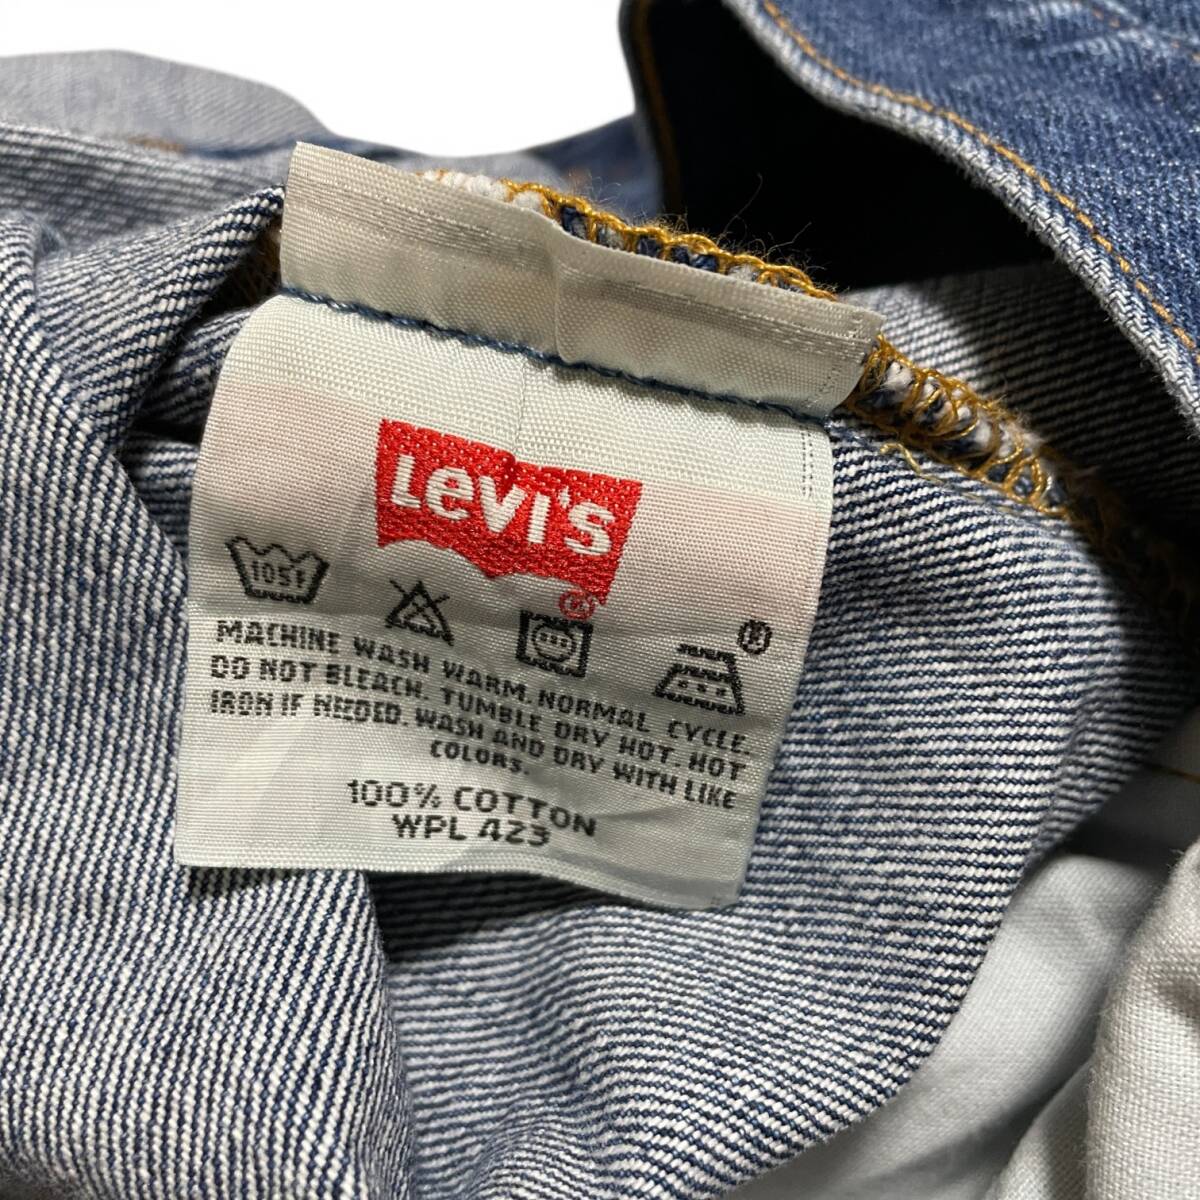 Levi's
®
105F
®
MACHINE WASH WARM. NORMAL CYCLE.
DO NOT BLEACH. TUMBLE DRY HOT. HOT
IRON IF NEEDED. WASH AND DRY WITH LIKE
COLORS.
100% COTTON
WPL 423